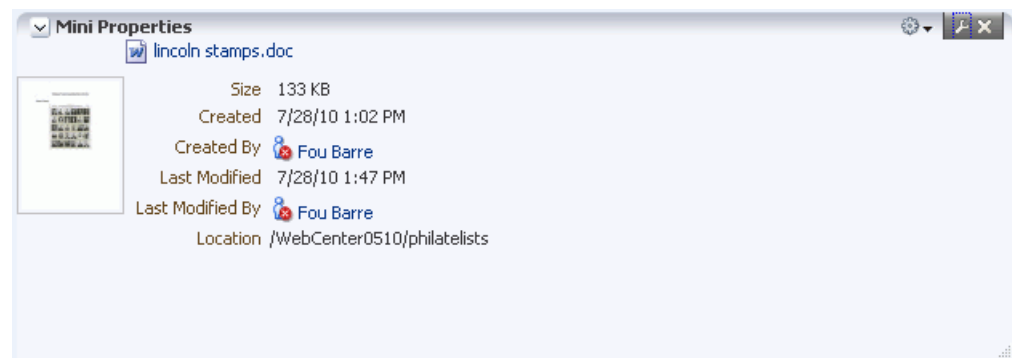 Mini Properties
lincoln stamps.doc
Size 133 KB
Created 7/28/10 1:02 PM
Created By Fou Barre
Last Modified 7/28/10 1:47 PM
Last Modified By Fou Barre
Location /WebCenter0510/philatelists